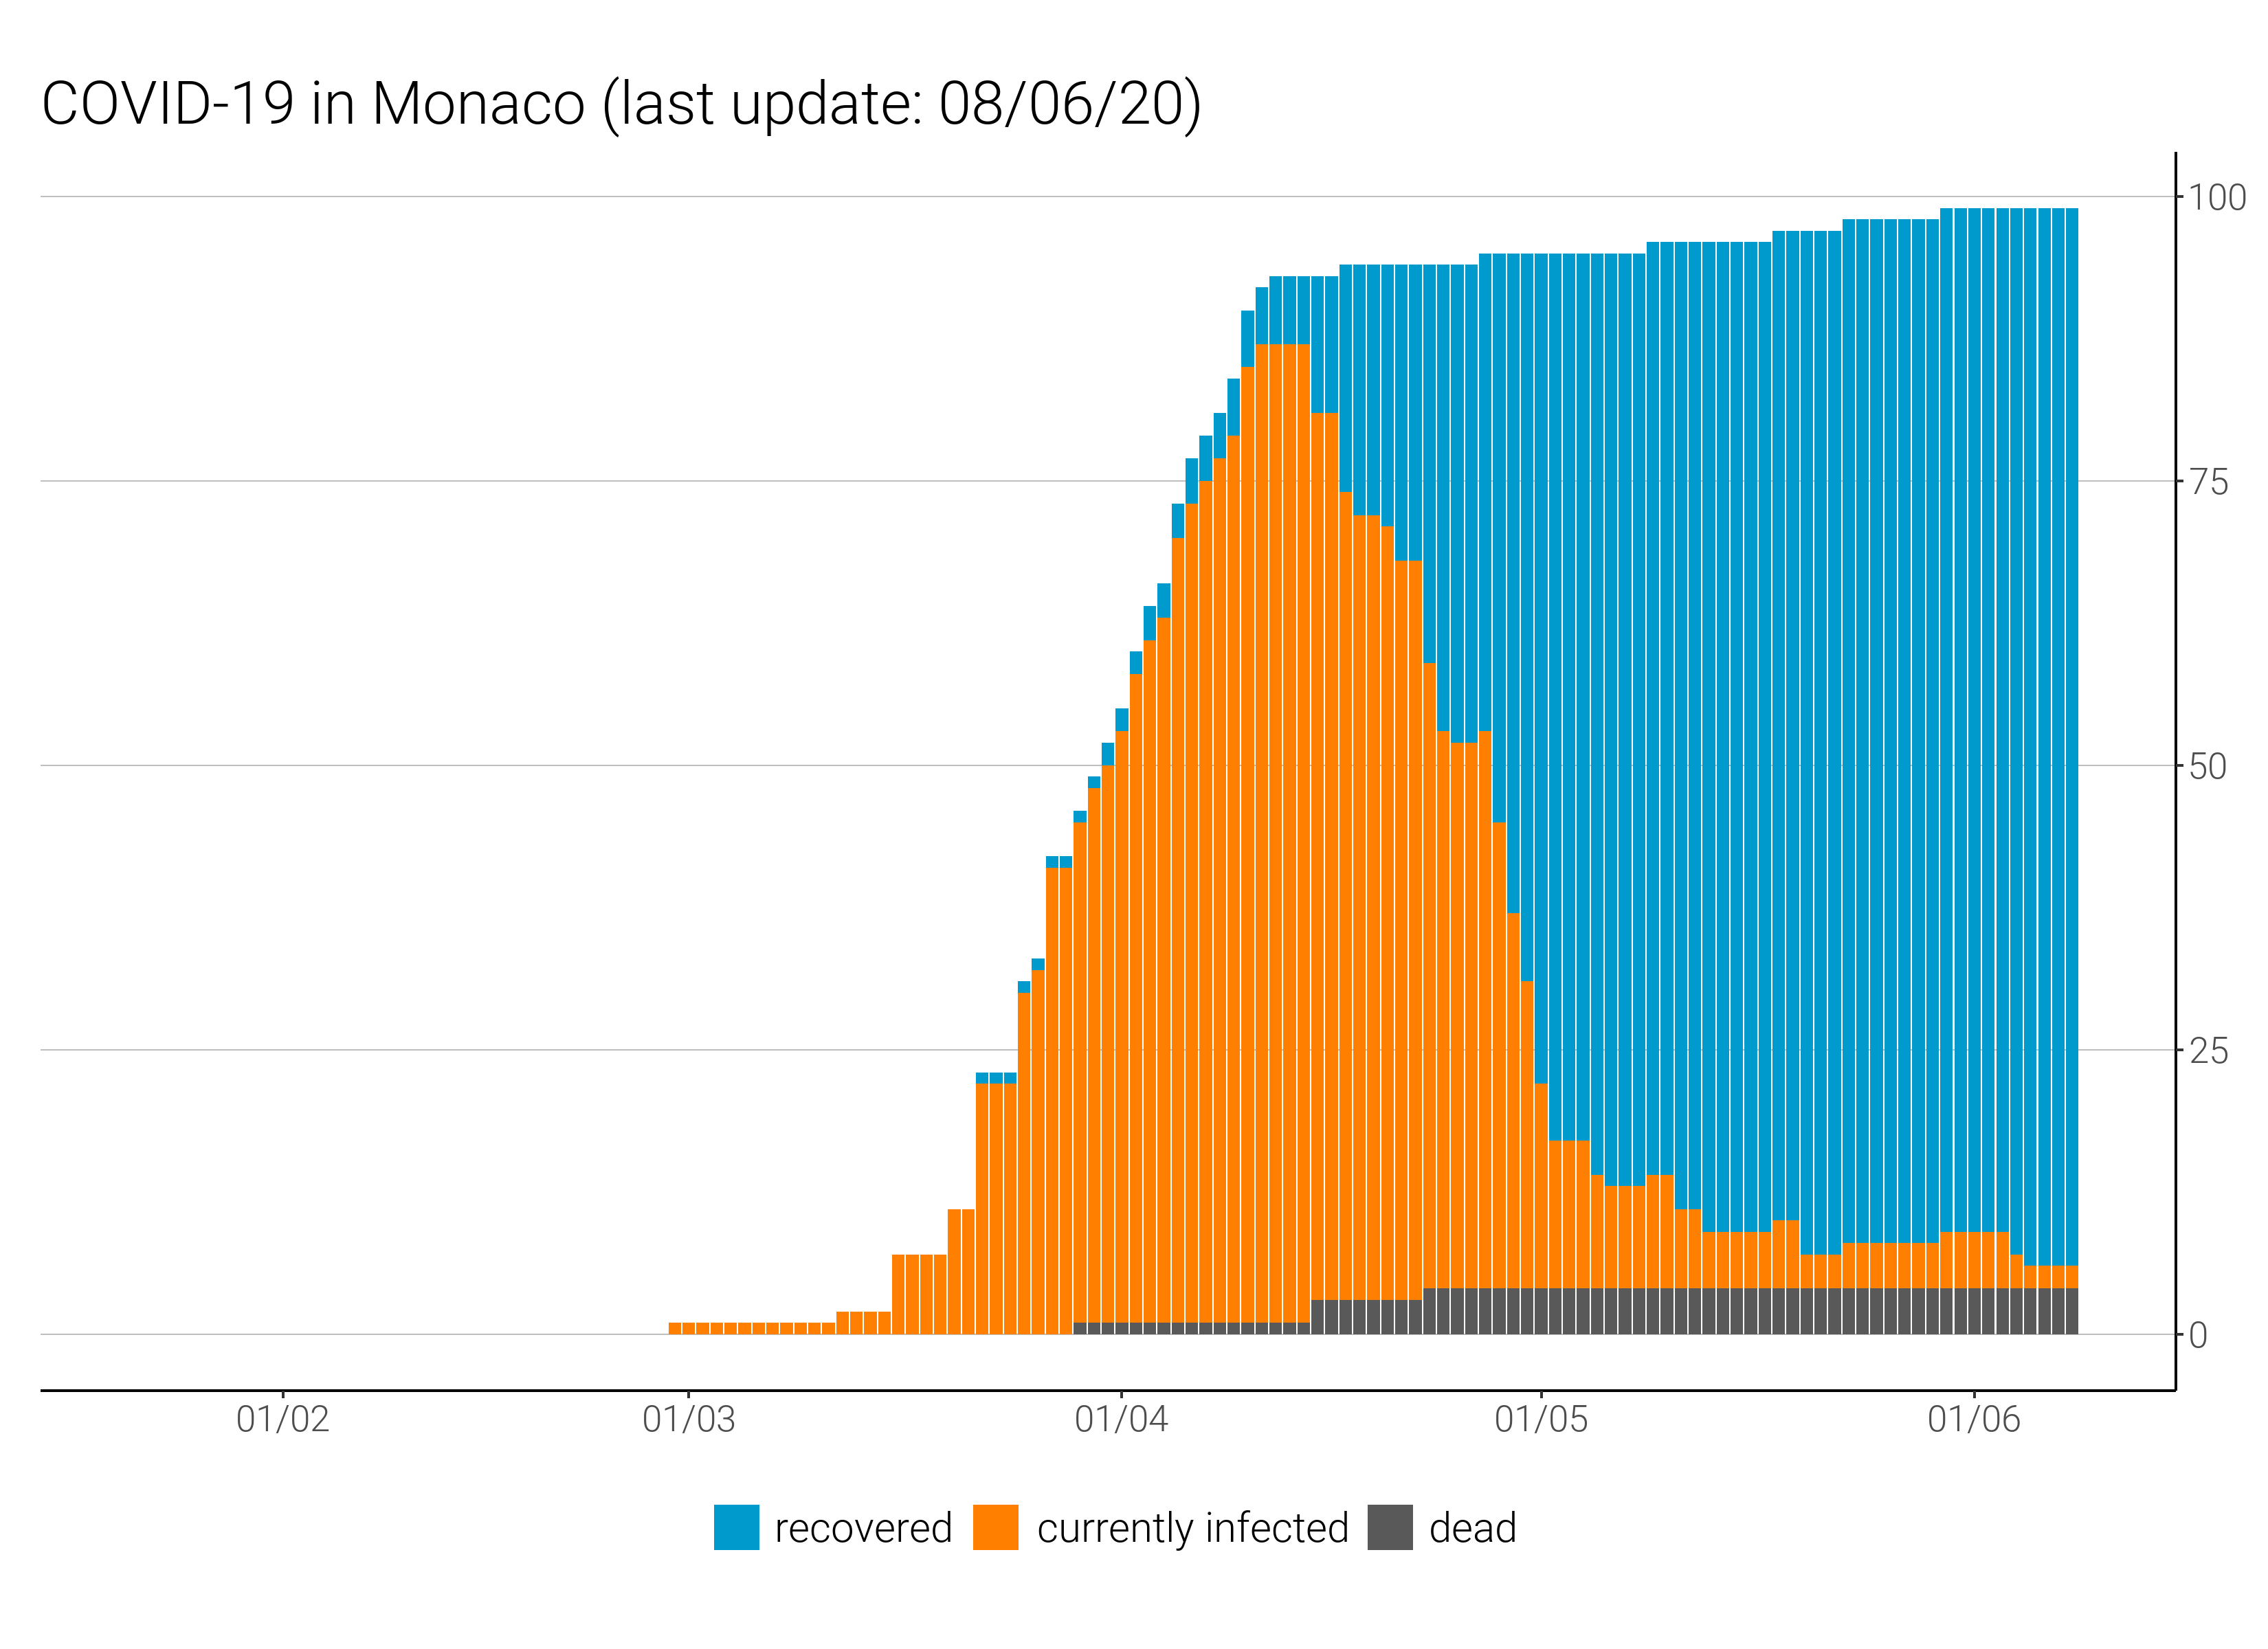 COVID-19 in Monaco (last update: 08/06/20)
100
75
50
25
0
01/02 01/03 01/04 01/05 01/06
recovered currently infected dead